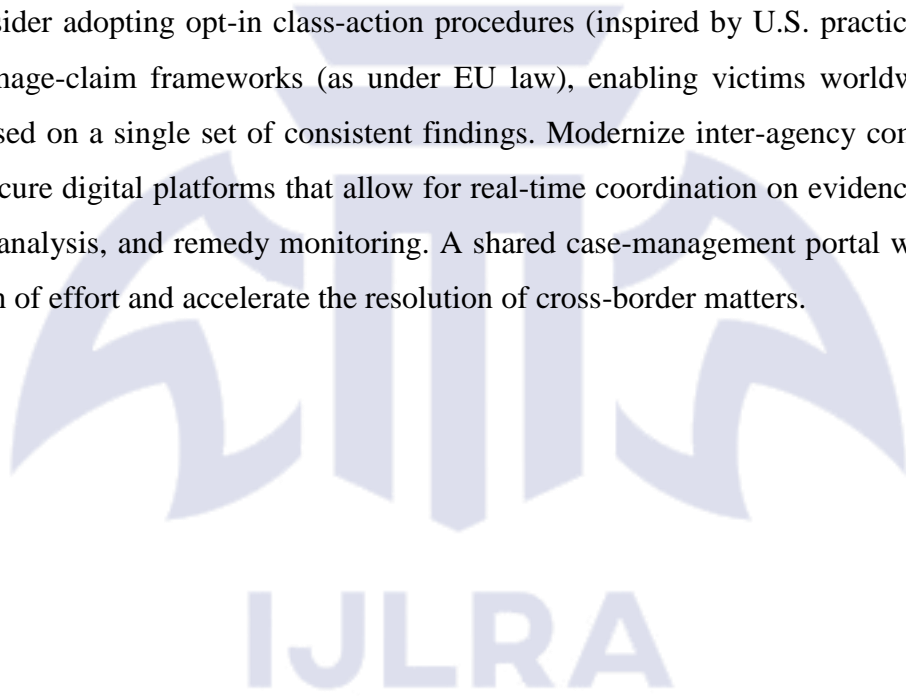 sider adopting opt-in class-action procedures (inspired by U.S. practic
nage-claim frameworks (as under EU law), enabling victims worldw
sed on a single set of consistent findings. Modernize inter-agency con
cure digital platforms that allow for real-time coordination on evidenc
analysis, and remedy monitoring. A shared case-management portal w
n of effort and accelerate the resolution of cross-border matters.
IJLRA